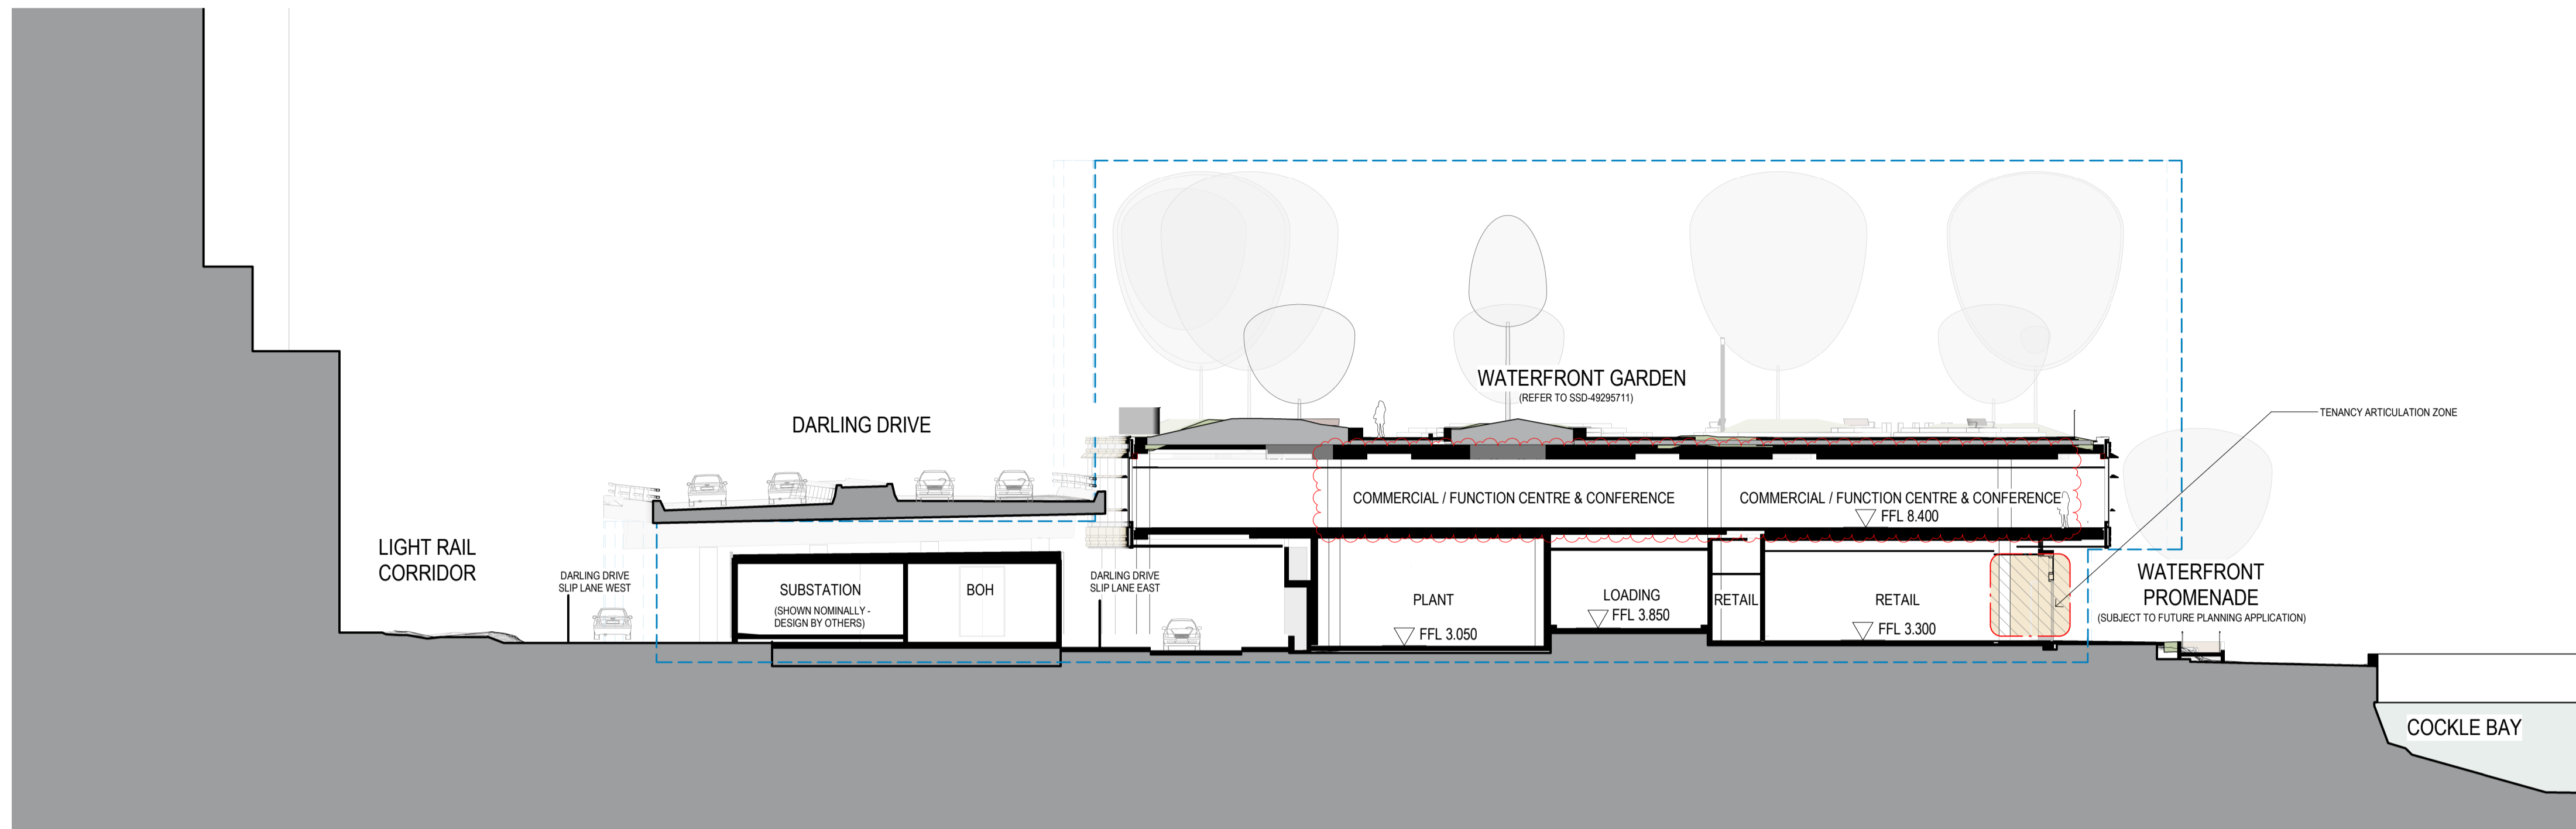 WATERFRONT GARDEN
(REFER TO SSD-49295711)
DARLING DRIVE
TENANCY ARTICULATION ZONE
COMMERCIAL / FUNCTION CENTRE & CONFERENCE
COMMERCIAL / FUNCTION CENTRE & CONFERENCE
FFL 8.400
LIGHT RAIL
CORRIDOR
DARLING DRIVE
SLIP LANE WEST
SUBSTATION
(SHOWN NOMINALLY -
DESIGN BY OTHERS)
BOH
DARLING DRIVE
SLIP LANE EAST
PLANT
FFL 3.050
LOADING
FFL 3.850
RETAIL
RETAIL
FFL 3.300
WATERFRONT
PROMENADE
(SUBJECT TO FUTURE PLANNING APPLICATION)
COCKLE BAY